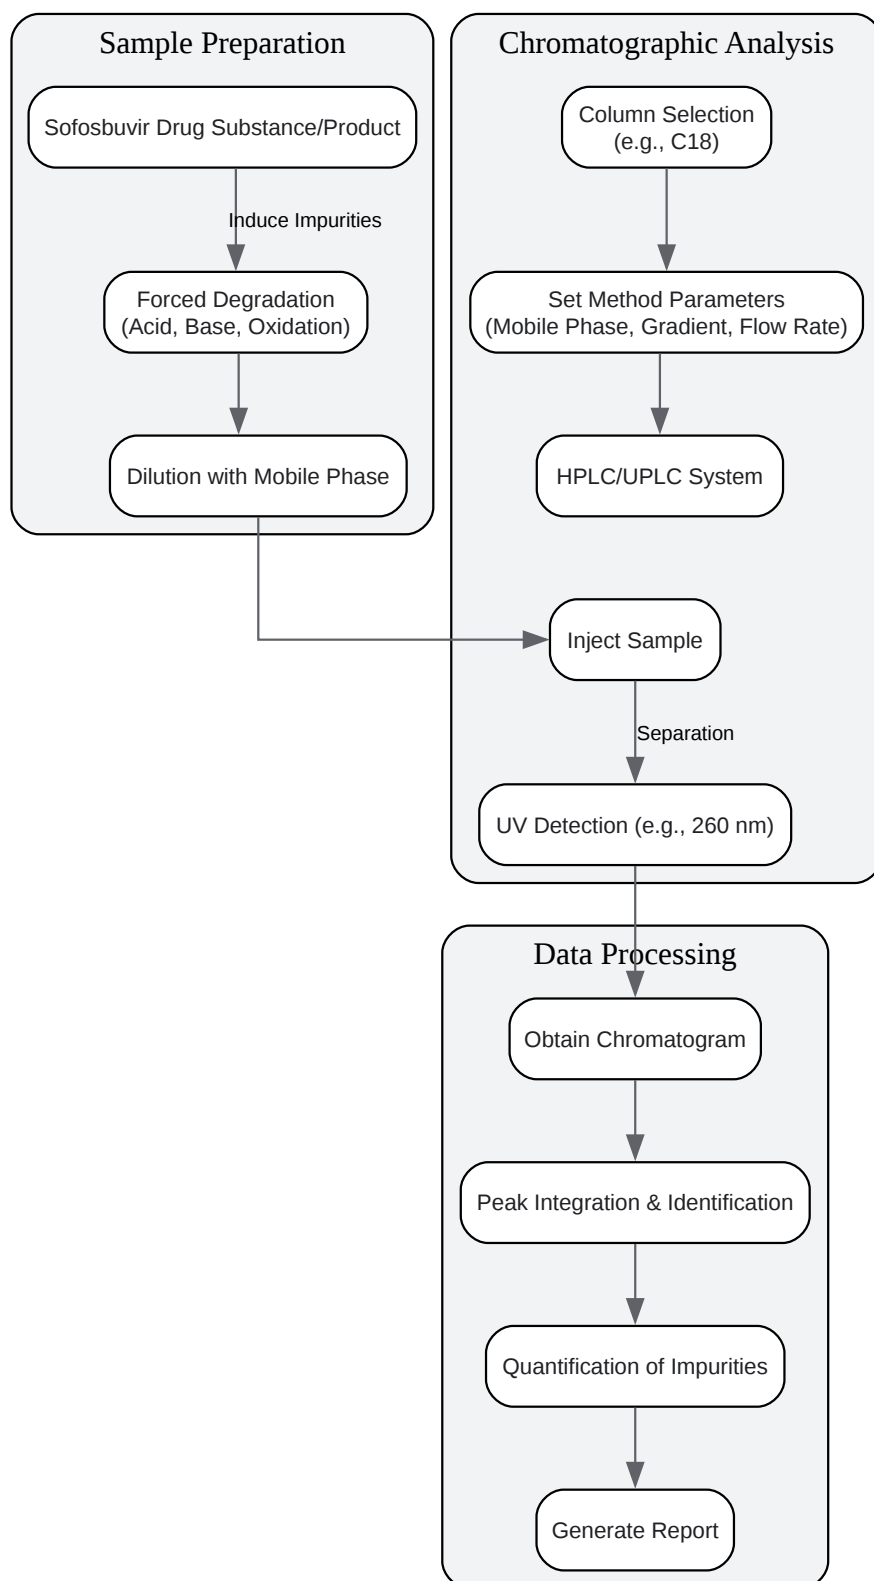 Sample Preparation
Sofosbuvir Drug Substance/Product
Induce Impurities
Forced Degradation
(Acid, Base, Oxidation)
Dilution with Mobile Phase
Chromatographic Analysis
Column Selection
(e.g., C18)
Set Method Parameters
(Mobile Phase, Gradient, Flow Rate)
HPLC/UPLC System
Inject Sample
Separation
UV Detection (e.g., 260 nm)
Data Processing
Obtain Chromatogram
Peak Integration & Identification
Quantification of Impurities
Generate Report